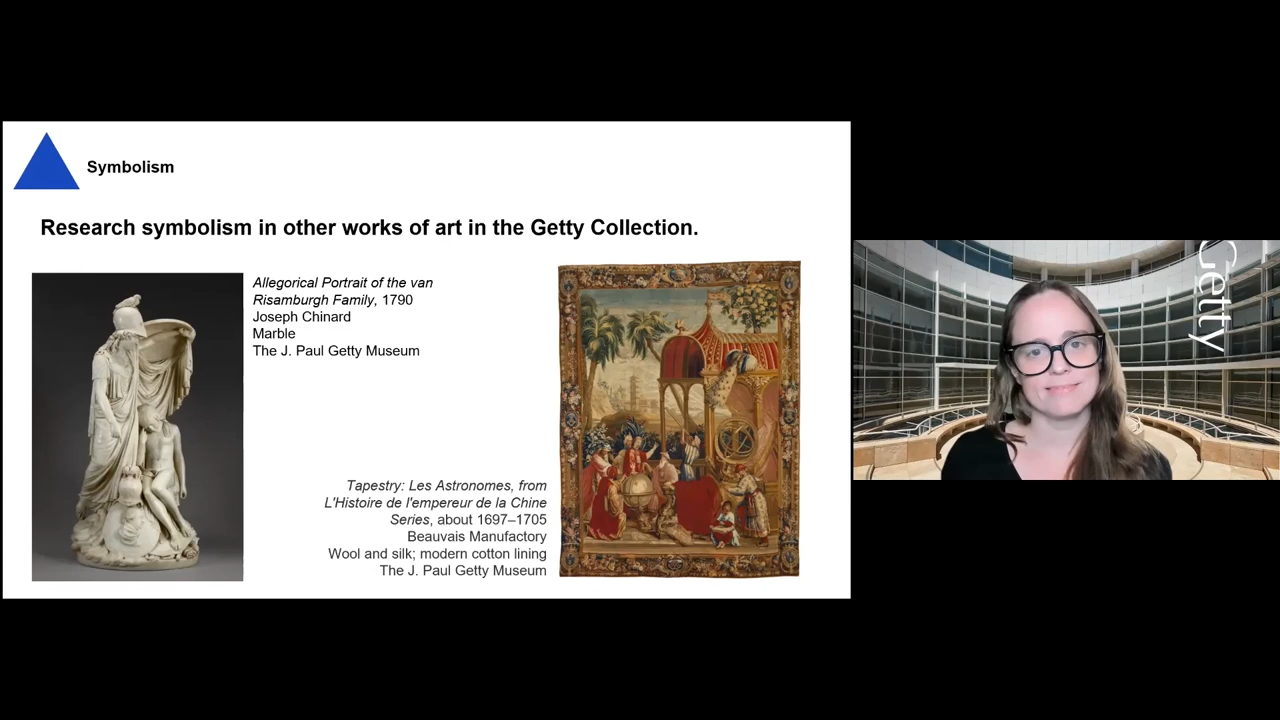 Symbolism
Research symbolism in other works of art in the Getty Collection.
Allegorical Portrait of the van
Risamburgh Family, 1790
Joseph Chinard
Marble
The J. Paul Getty Museum
Tapestry: Les Astronomes, from
L'Histoire de l'empereur de la Chine
Series, about 1697–1705
Beauvais Manufactory
Wool and silk; modern cotton lining
The J. Paul Getty Museum
Getty